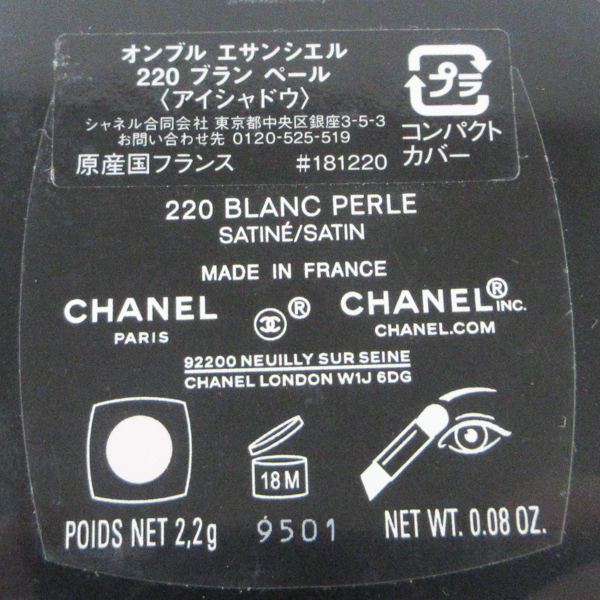 オンブル エサンシエル
220 ブラン ペール
〈アイシャドウ〉
シャネル合同会社 東京都中央区銀座3-5-3
お問い合わせ先 0120-525-519
原産国フランス #181220
プラ
コンパクト
カバー
220 BLANC PERLE
SATINÉ/SATIN
MADE IN FRANCE
CHANEL
PARIS
®
CHANEL® INC.
CHANEL.COM
92200 NEUILLY SUR SEINE
CHANEL LONDON W1J 6DG
18M
POIDS NET 2,2g 9501 NET WT. 0.08 OZ.